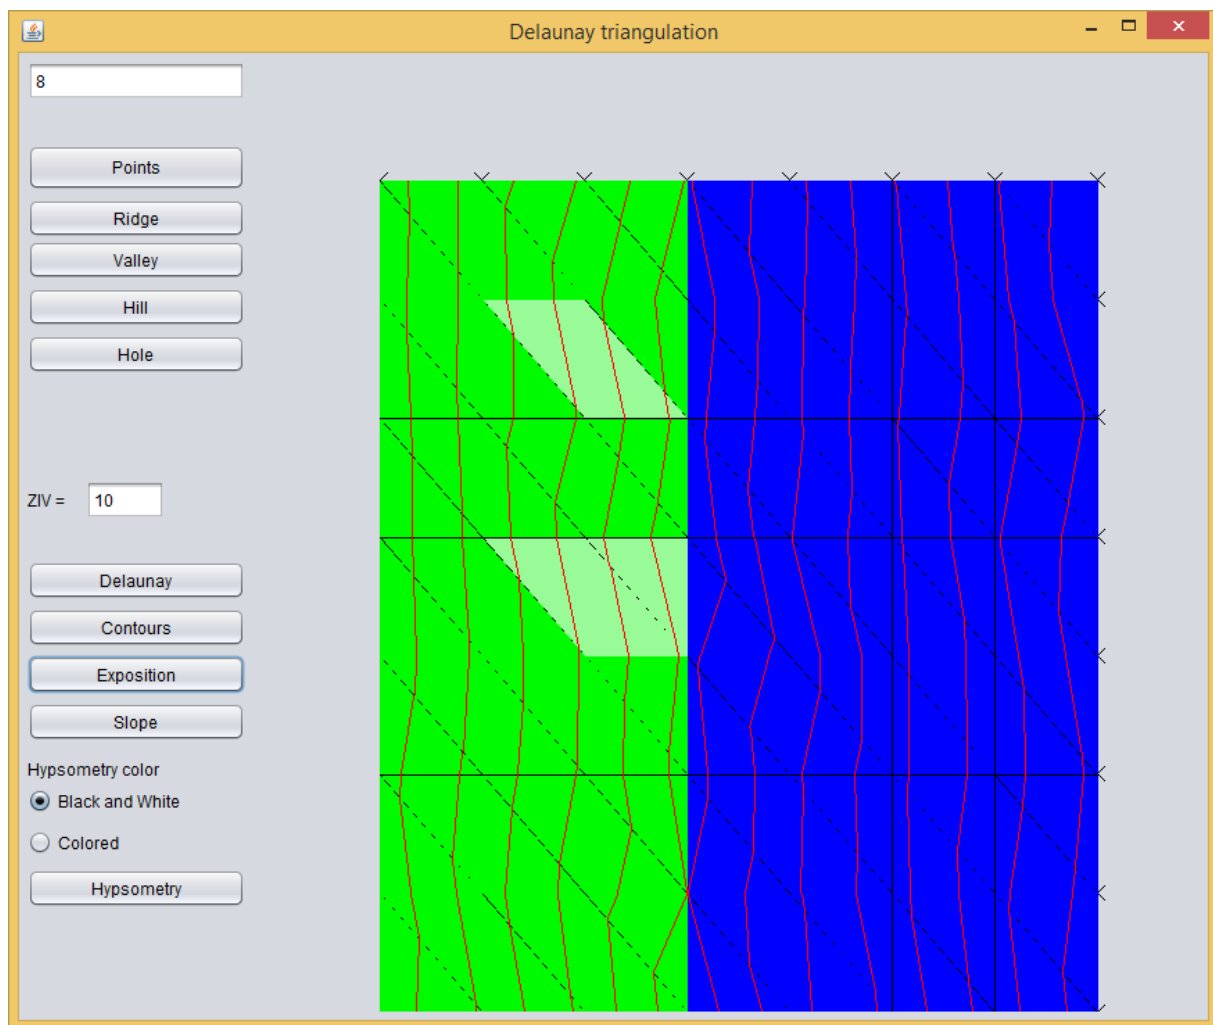 Delaunay triangulation
8
Points
Ridge
Valley
Hill
Hole
ZIV = 10
Delaunay
Contours
Exposition
Slope
Hypsometry color
Black and White
Colored
Hypsometry